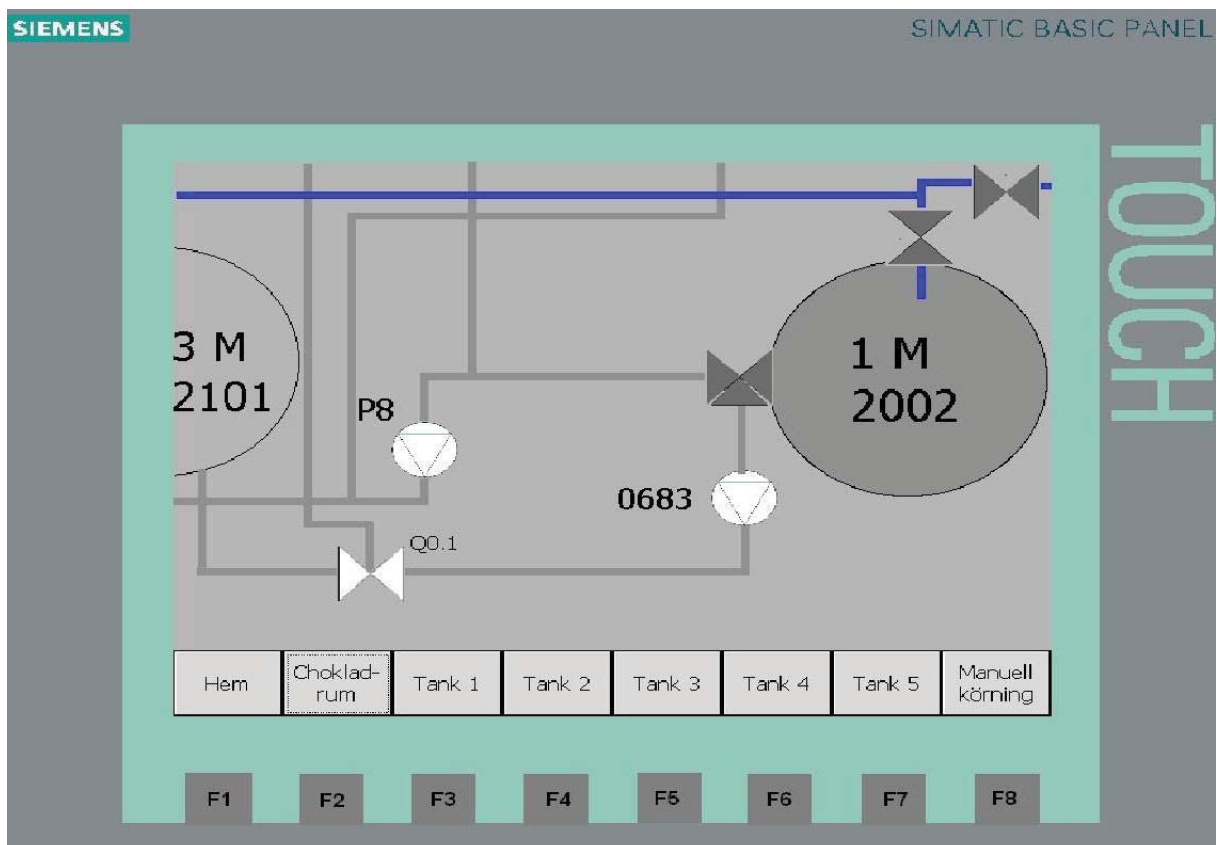 SIEMENS
SIMATIC BASIC PANEL
TOUCH
3 M
2101
1 M
2002
P8
0683
Q0.1
Hem
Choklad-
rum
Tank 1
Tank 2
Tank 3
Tank 4
Tank 5
Manuell
körning
F1
F2
F3
F4
F5
F6
F7
F8